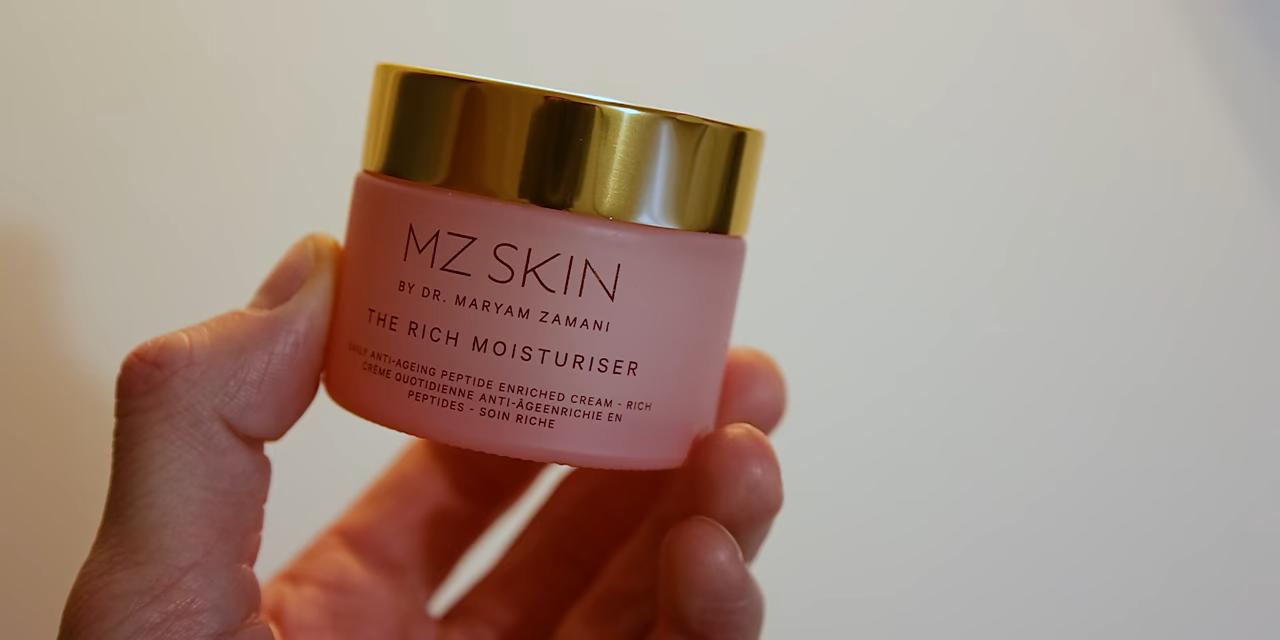 MZ SKIN
BY DR. MARYAM ZAMANI
THE RICH MOISTURISER
DAILY ANTI-AGEING PEPTIDE ENRICHED CREAM - RICH
CRÈME QUOTIDIENNE ANTI-ÂGEENRICHIE EN
PEPTIDES - SOIN RICHE